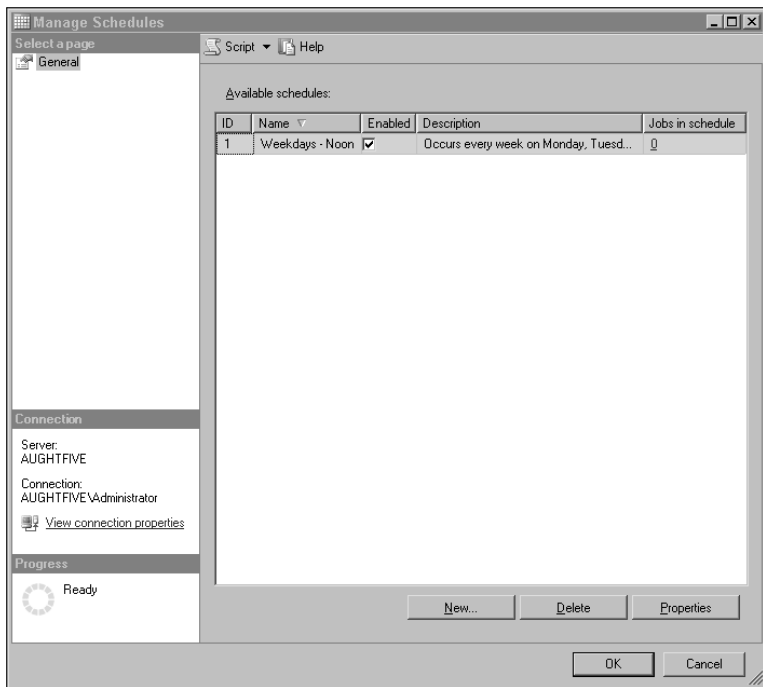 Manage Schedules
Select a page
General
Script Help
Available schedules:
ID Name Enabled Description Jobs in schedule
1 Weekdays - Noon Occurs every week on Monday, Tuesd... 0
Connection
Server:
AUGHTFIVE
Connection:
AUGHTFIVE\Administrator
View connection properties
Progress
Ready
New... Delete Properties
OK Cancel